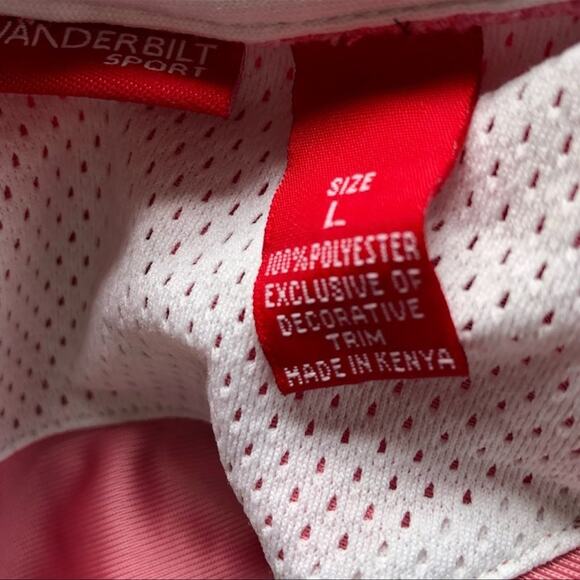 VANDERBILT
SPORT
SIZE
L
100% POLYESTER
EXCLUSIVE OF
DECORATIVE
TRIM
MADE IN KENYA